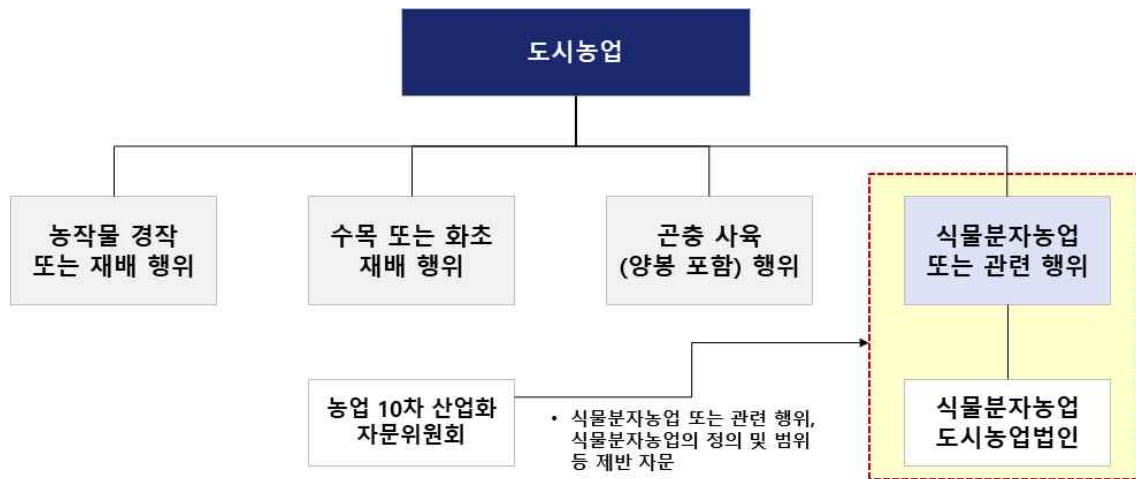 도시농업
농작물 경작
또는 재배 행위
수목 또는 화초
재배 행위
곤충 사육
(양봉 포함) 행위
식물분자농업
또는 관련 행위
농업 10차 산업화
자문위원회
• 식물분자농업 또는 관련 행위,
식물분자농업의 정의 및 범위
등 제반 자문
식물분자농업
도시농업법인